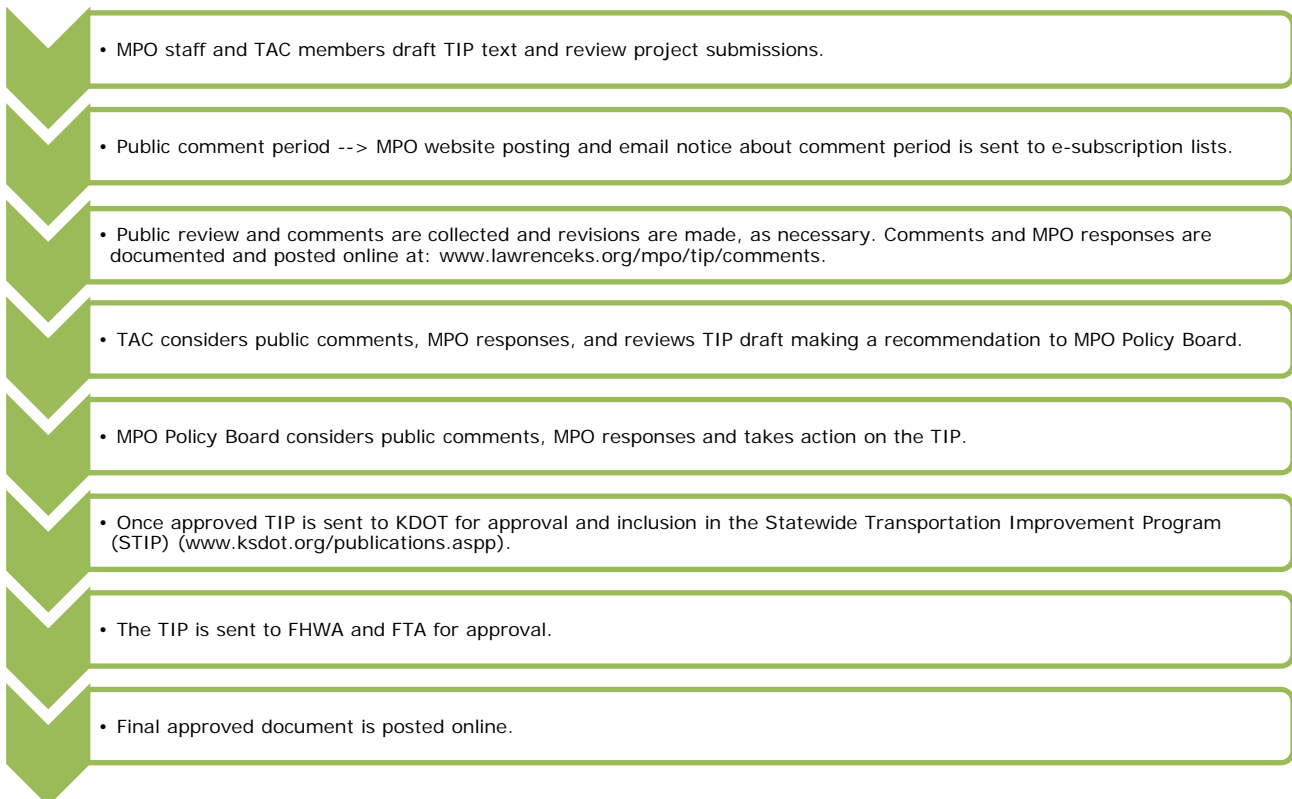 • MPO staff and TAC members draft TIP text and review project submissions.
• Public comment period --> MPO website posting and email notice about comment period is sent to e-subscription lists.
• Public review and comments are collected and revisions are made, as necessary. Comments and MPO responses are
documented and posted online at: www.lawrenceks.org/mpo/tip/comments.
• TAC considers public comments, MPO responses, and reviews TIP draft making a recommendation to MPO Policy Board.
• MPO Policy Board considers public comments, MPO responses and takes action on the TIP.
• Once approved TIP is sent to KDOT for approval and inclusion in the Statewide Transportation Improvement Program
(STIP) (www.ksdot.org/publications.aspp).
• The TIP is sent to FHWA and FTA for approval.
• Final approved document is posted online.